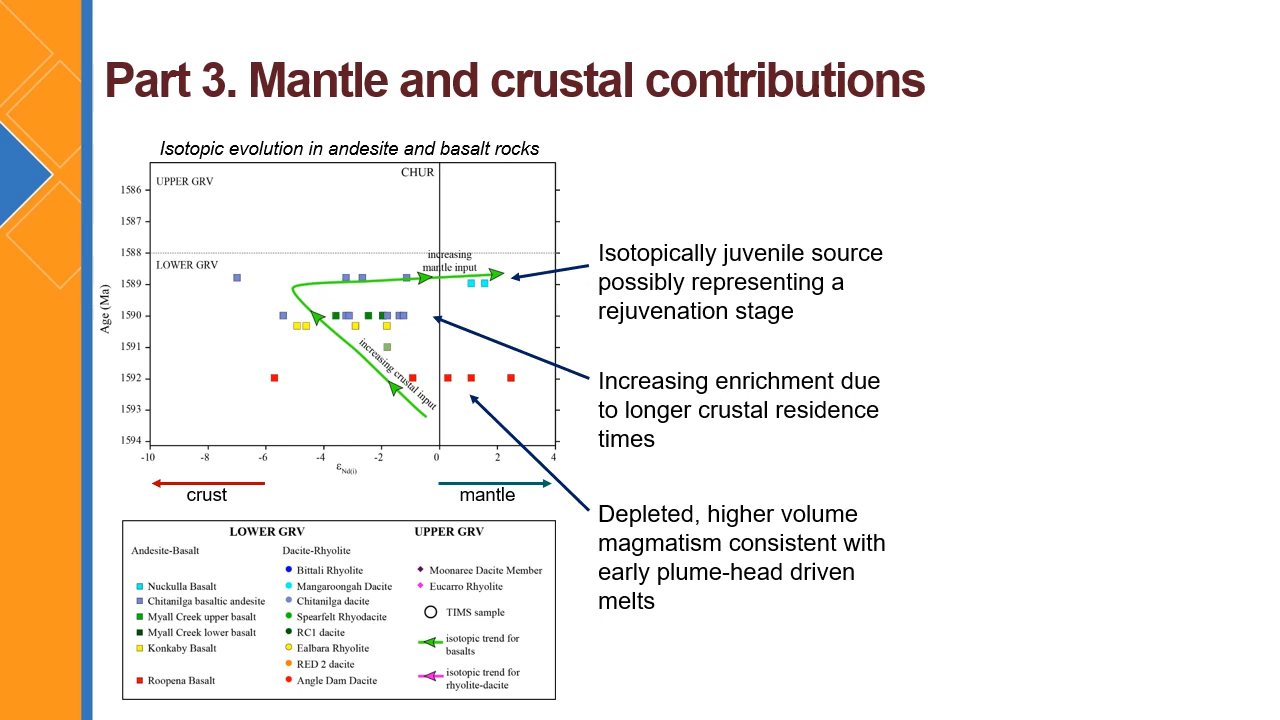 Part 3. Mantle and crustal contributions
Isotopic evolution in andesite and basalt rocks
CHUR
UPPER GRV
1586
1587
1588
LOWER GRV
increasing
mantle input
1589
1590
1591
1592
1593
1594
Age (Ma)
increasing crustal input
-10 -8 -6 -4 -2 0 2 4
εNd(i)
crust
mantle
Isotopically juvenile source
possibly representing a
rejuvenation stage
Increasing enrichment due
to longer crustal residence
times
Depleted, higher volume
magmatism consistent with
early plume-head driven
melts
LOWER GRV
UPPER GRV
Andesite-Basalt
Nuckulla Basalt
Chitanilga basaltic andesite
Myall Creek upper basalt
Myall Creek lower basalt
Konkaby Basalt
Roopena Basalt
Dacite-Rhyolite
Bittali Rhyolite
Mangaroongah Dacite
Chitanilga dacite
Spearfelt Rhyodacite
RC1 dacite
Ealbara Rhyolite
RED 2 dacite
Angle Dam Dacite
Moonaree Dacite Member
Eucarro Rhyolite
TIMS sample
isotopic trend for
basalts
isotopic trend for
rhyolite-dacite